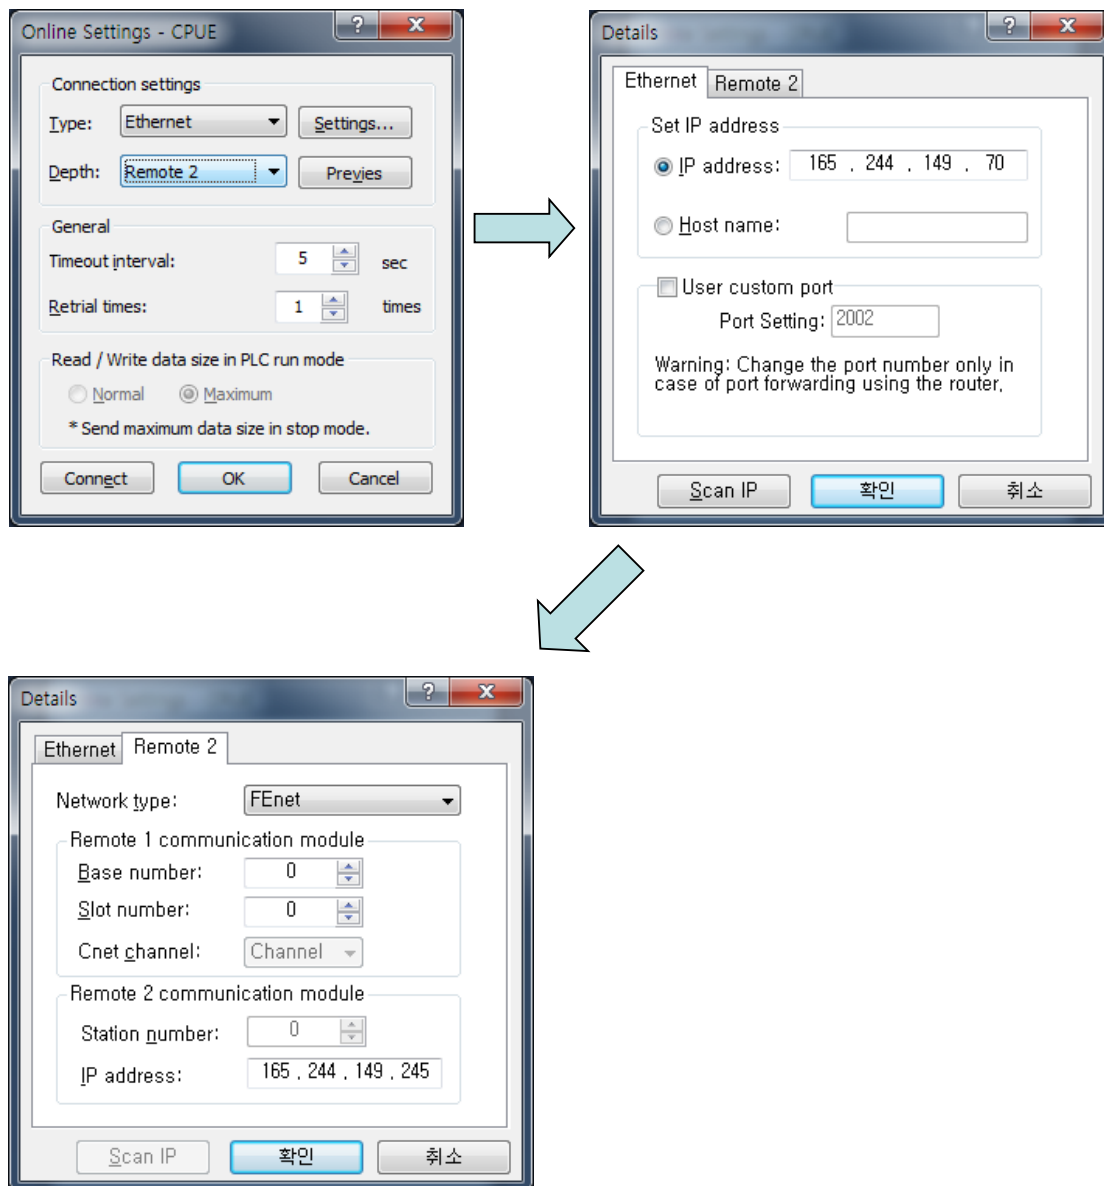 Online Settings - CPUE
?
X
Connection settings
Type: Ethernet Settings...
Depth: Remote 2 Previes
General
Timeout interval: 5 sec
Retrial times: 1 times
Read / Write data size in PLC run mode
Normal Maximum
* Send maximum data size in stop mode.
Connect OK Cancel
Details
?
X
Ethernet Remote 2
Set IP address
IP address: 165 . 244 . 149 . 70
Host name:
User custom port
Port Setting: 2002
Warning: Change the port number only in
case of port forwarding using the router.
Scan IP 확인 취소
Details
?
X
Ethernet Remote 2
Network type: FEnet
Remote 1 communication module
Base number: 0
Slot number: 0
Cnet channel: Channel
Remote 2 communication module
Station number: 0
IP address: 165 . 244 . 149 . 245
Scan IP 확인 취소